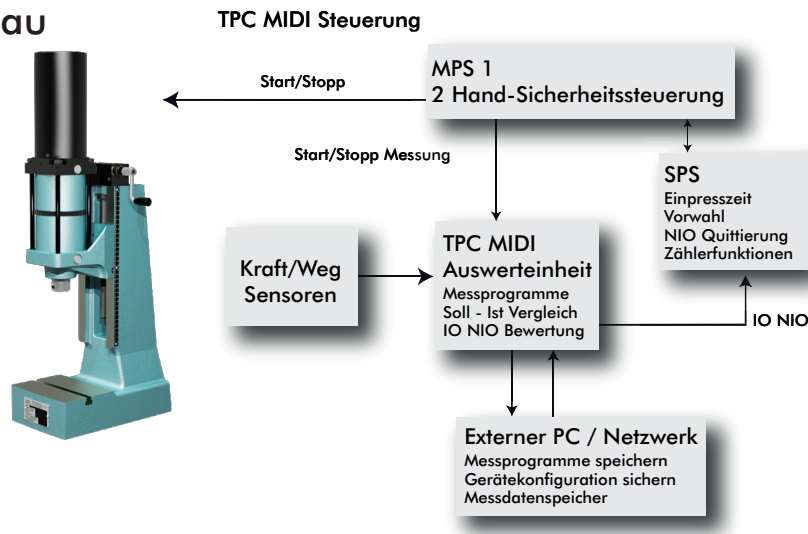 au
TPC MIDI Steuerung
MPS 1
2 Hand-Sicherheitssteuerung
Start/Stopp
Start/Stopp Messung
SPS
Einpresszeit
Vorwahl
NIO Quittierung
Zählerfunktionen
Kraft/Weg
Sensoren
TPC MIDI
Auswerteinheit
Messprogramme
Soll - Ist Vergleich
IO NIO Bewertung
IO NIO
Externer PC / Netzwerk
Messprogramme speichern
Gerätekonfiguration sichern
Messdatenspeicher